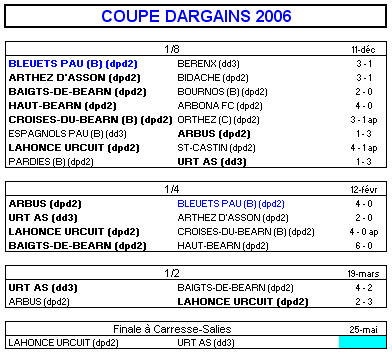 COUPE DARGAINS 2006
1/8 11-déc
BLEUETS PAU (B) (dpd2) BERENX (dd3) 3 - 1
ARTHEZ D'ASSON (dpd2) BIDACHE (dpd2) 3 - 1
BAIGTS-DE-BEARN (dpd2) BOURNOS (B) (dpd2) 2 - 0
HAUT-BEARN (dpd2) ARBONA FC (dpd2) 4 - 0
CROISES-DU-BEARN (B) (dpd2) ORTHEZ (C) (dpd2) 3 - 1 ap
ESPAGNOLS PAU (B) (dd3) ARBUS (dpd2) 1 - 3
LAHONCE URCUIT (dpd2) ST-CASTIN (dpd2) 4 - 1 ap
PARDIES (B) (dpd2) URT AS (dd3) 1 - 3
1/4 12-févr
ARBUS (dpd2) BLEUETS PAU (B) (dpd2) 4 - 0
URT AS (dd3) ARTHEZ D'ASSON (dpd2) 2 - 0
LAHONCE URCUIT (dpd2) CROISES-DU-BEARN (B) (dpd2) 4 - 0 ap
BAIGTS-DE-BEARN (dpd2) HAUT-BEARN (dpd2) 6 - 0
1/2 19-mars
URT AS (dd3) BAIGTS-DE-BEARN (dpd2) 4 - 2
ARBUS (dpd2) LAHONCE URCUIT (dpd2) 2 - 3
Finale à Carresse-Salies 25-mai
LAHONCE URCUIT (dpd2) URT AS (dd3)